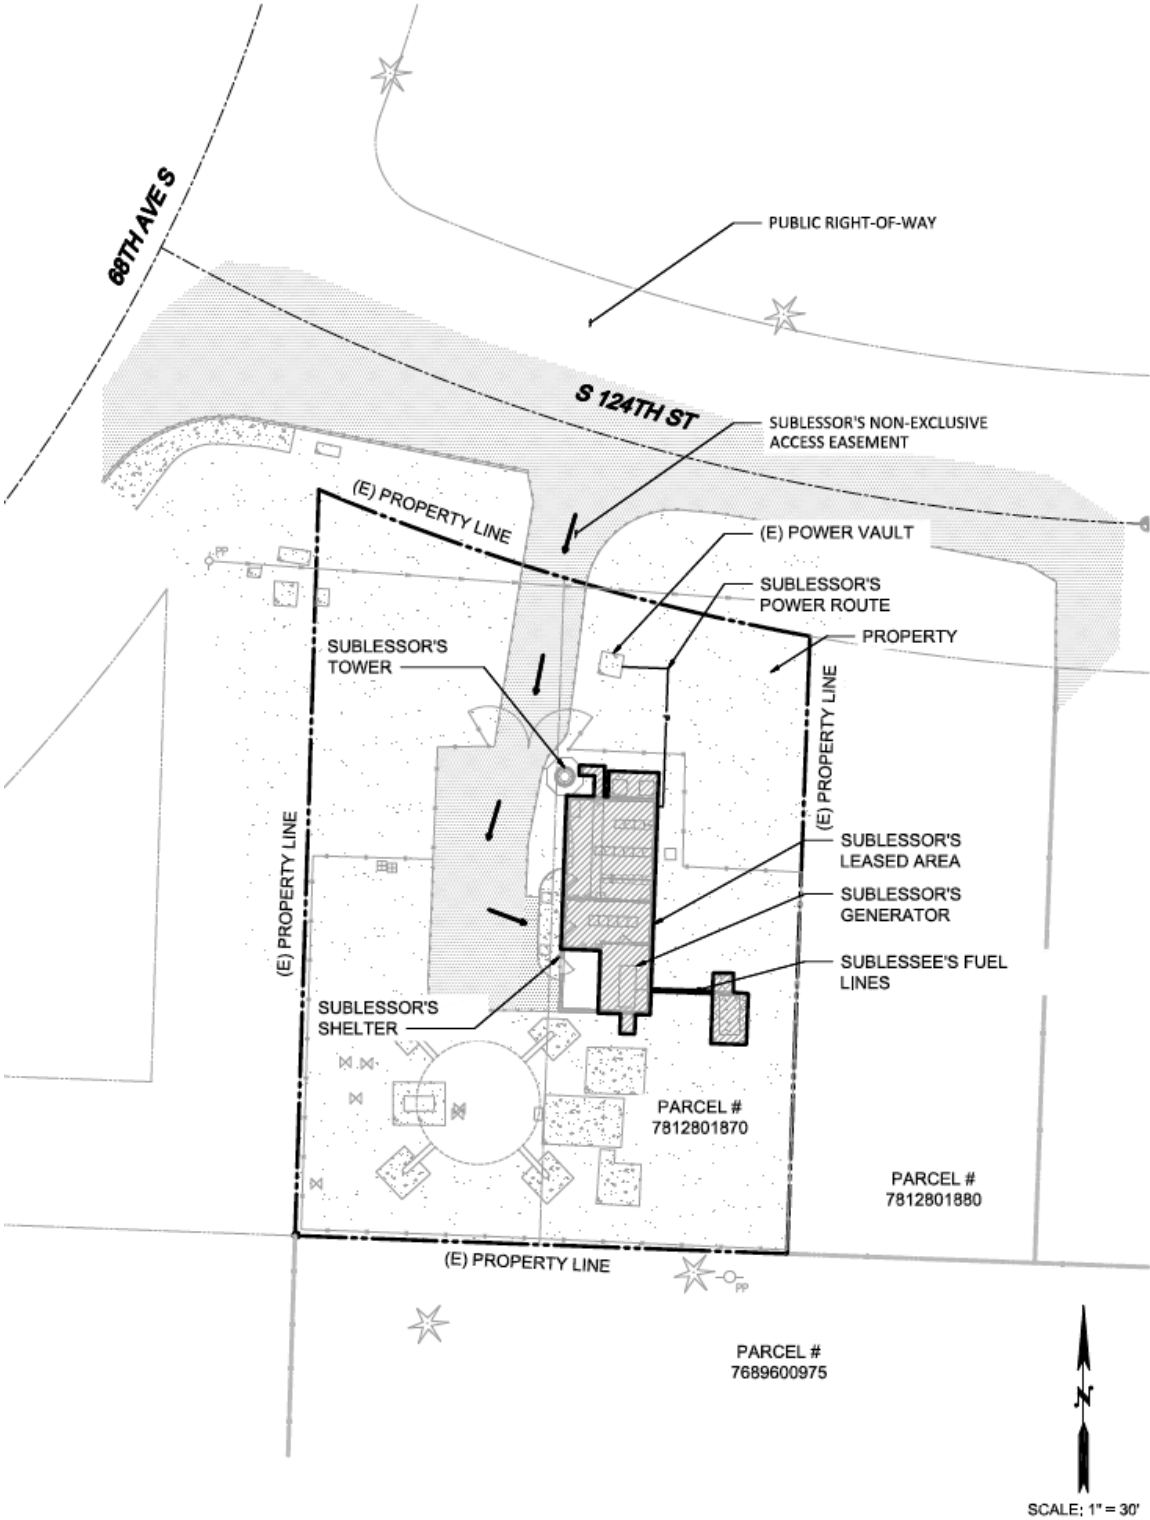 68TH AVE S
PUBLIC RIGHT-OF-WAY
S 124TH ST
SUBLESSOR'S NON-EXCLUSIVE
ACCESS EASEMENT
(E) PROPERTY LINE
(E) POWER VAULT
PP
SUBLESSOR'S
POWER ROUTE
SUBLESSOR'S
TOWER
PROPERTY
(E) PROPERTY LINE
(E) PROPERTY LINE
SUBLESSOR'S
LEASED AREA
SUBLESSOR'S
GENERATOR
SUBLESSEE'S FUEL
LINES
SUBLESSOR'S
SHELTER
PARCEL #
7812801870
PARCEL #
7812801880
(E) PROPERTY LINE
PP
PARCEL #
7689600975
N
SCALE: 1" = 30'